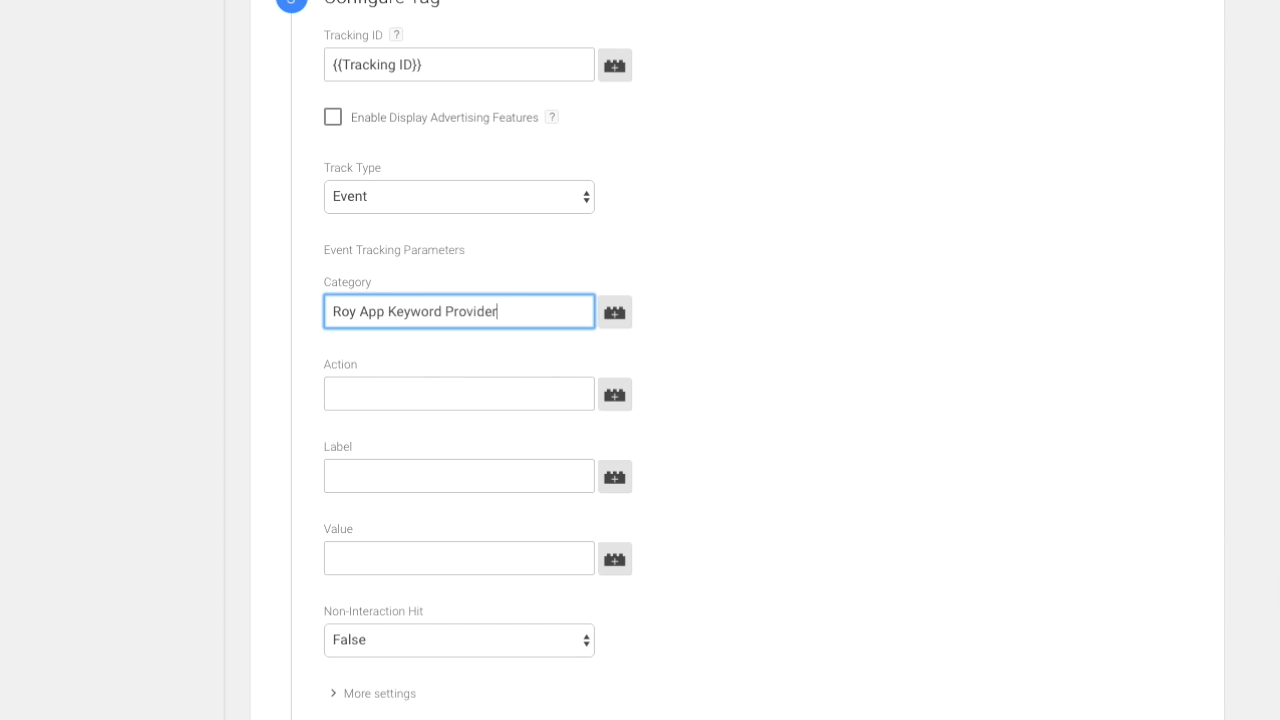 Configure Tag
Tracking ID ?
{{Tracking ID}}
Enable Display Advertising Features ?
Track Type
Event
Event Tracking Parameters
Category
Roy App Keyword Provider
Action
Label
Value
Non-Interaction Hit
False
More settings